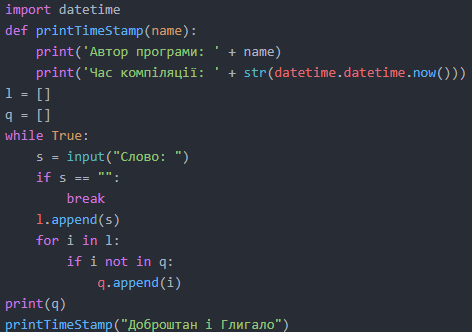 import datetime
def printTimeStamp(name):
    print('Автор програми: ' + name)
    print('Час компіляції: ' + str(datetime.datetime.now()))
l = []
q = []
while True:
    s = input("Слово: ")
    if s == "":
        break
    l.append(s)
    for i in l:
        if i not in q:
            q.append(i)
print(q)
printTimeStamp("Доброштан і Глигало")